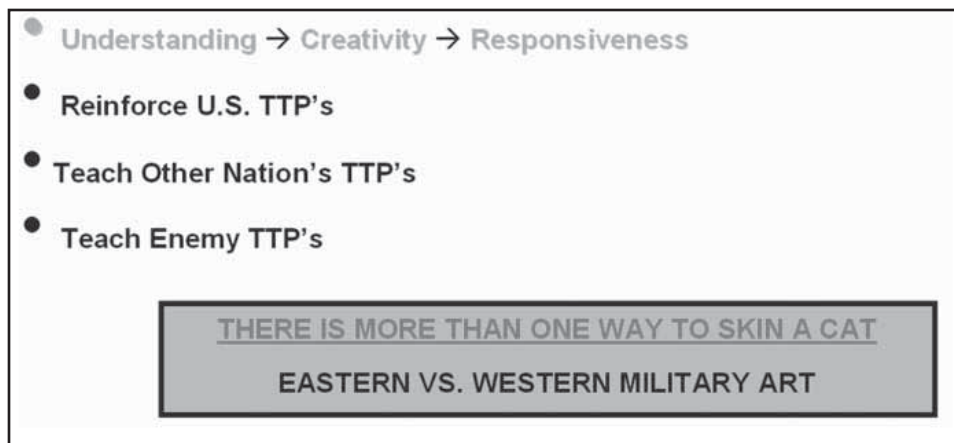 • Understanding → Creativity → Responsiveness
• Reinforce U.S. TTP's
• Teach Other Nation's TTP's
• Teach Enemy TTP's
THERE IS MORE THAN ONE WAY TO SKIN A CAT
EASTERN VS. WESTERN MILITARY ART